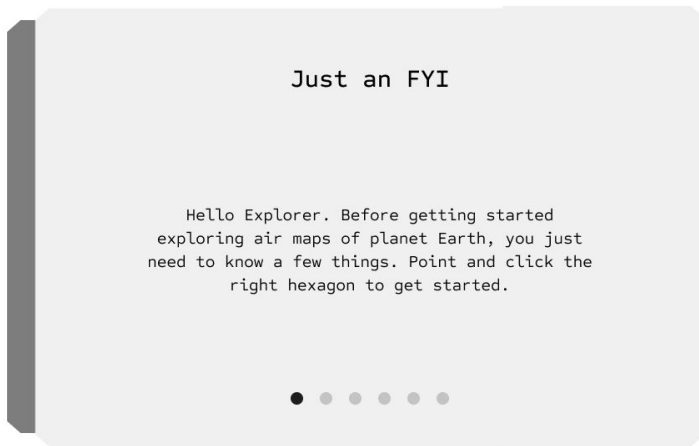 Just an FYI
Hello Explorer. Before getting started
exploring air maps of planet Earth, you just
need to know a few things. Point and click the
right hexagon to get started.